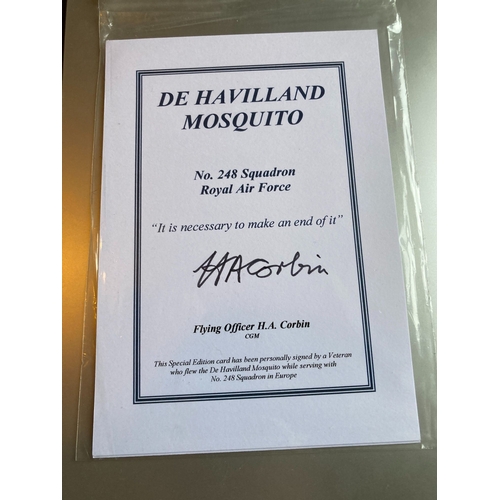 DE HAVILLAND
MOSQUITO
No. 248 Squadron
Royal Air Force
“It is necessary to make an end of it”
HACorbin
Flying Officer H.A. Corbin
CGM
This Special Edition card has been personally signed by a Veteran
who flew the De Havilland Mosquito while serving with
No. 248 Squadron in Europe